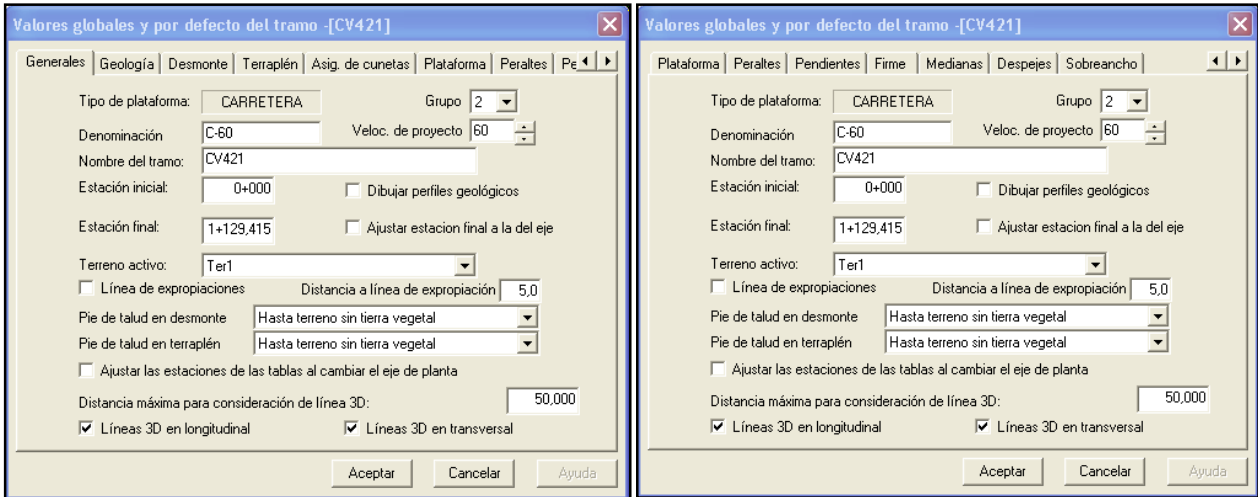 Valores globales y por defecto del tramo -[CV421]
Generales Geología Desmonte Terraplén Asig. de cunetas Plataforma Peraltes Pe
Tipo de plataforma: CARRETERA Grupo 2
Denominación C-60 Veloc. de proyecto 60
Nombre del tramo: CV421
Estación inicial: 0+000 Dibujar perfiles geológicos
Estación final: 1+129,415 Ajustar estacion final a la del eje
Terreno activo: Ter1
Línea de expropiaciones Distancia a línea de expropiación 5,0
Pie de talud en desmonte Hasta terreno sin tierra vegetal
Pie de talud en terraplén Hasta terreno sin tierra vegetal
Ajustar las estaciones de las tablas al cambiar el eje de planta
Distancia máxima para consideración de línea 3D: 50,000
Líneas 3D en longitudinal Líneas 3D en transversal
Aceptar Cancelar Ayuda
Valores globales y por defecto del tramo -[CV421]
Plataforma Peraltes Pendientes Firme Medianas Despejes Sobreancho
Tipo de plataforma: CARRETERA Grupo 2
Denominación C-60 Veloc. de proyecto 60
Nombre del tramo: CV421
Estación inicial: 0+000 Dibujar perfiles geológicos
Estación final: 1+129,415 Ajustar estacion final a la del eje
Terreno activo: Ter1
Línea de expropiaciones Distancia a línea de expropiación 5,0
Pie de talud en desmonte Hasta terreno sin tierra vegetal
Pie de talud en terraplén Hasta terreno sin tierra vegetal
Ajustar las estaciones de las tablas al cambiar el eje de planta
Distancia máxima para consideración de línea 3D: 50,000
Líneas 3D en longitudinal Líneas 3D en transversal
Aceptar Cancelar Ayuda